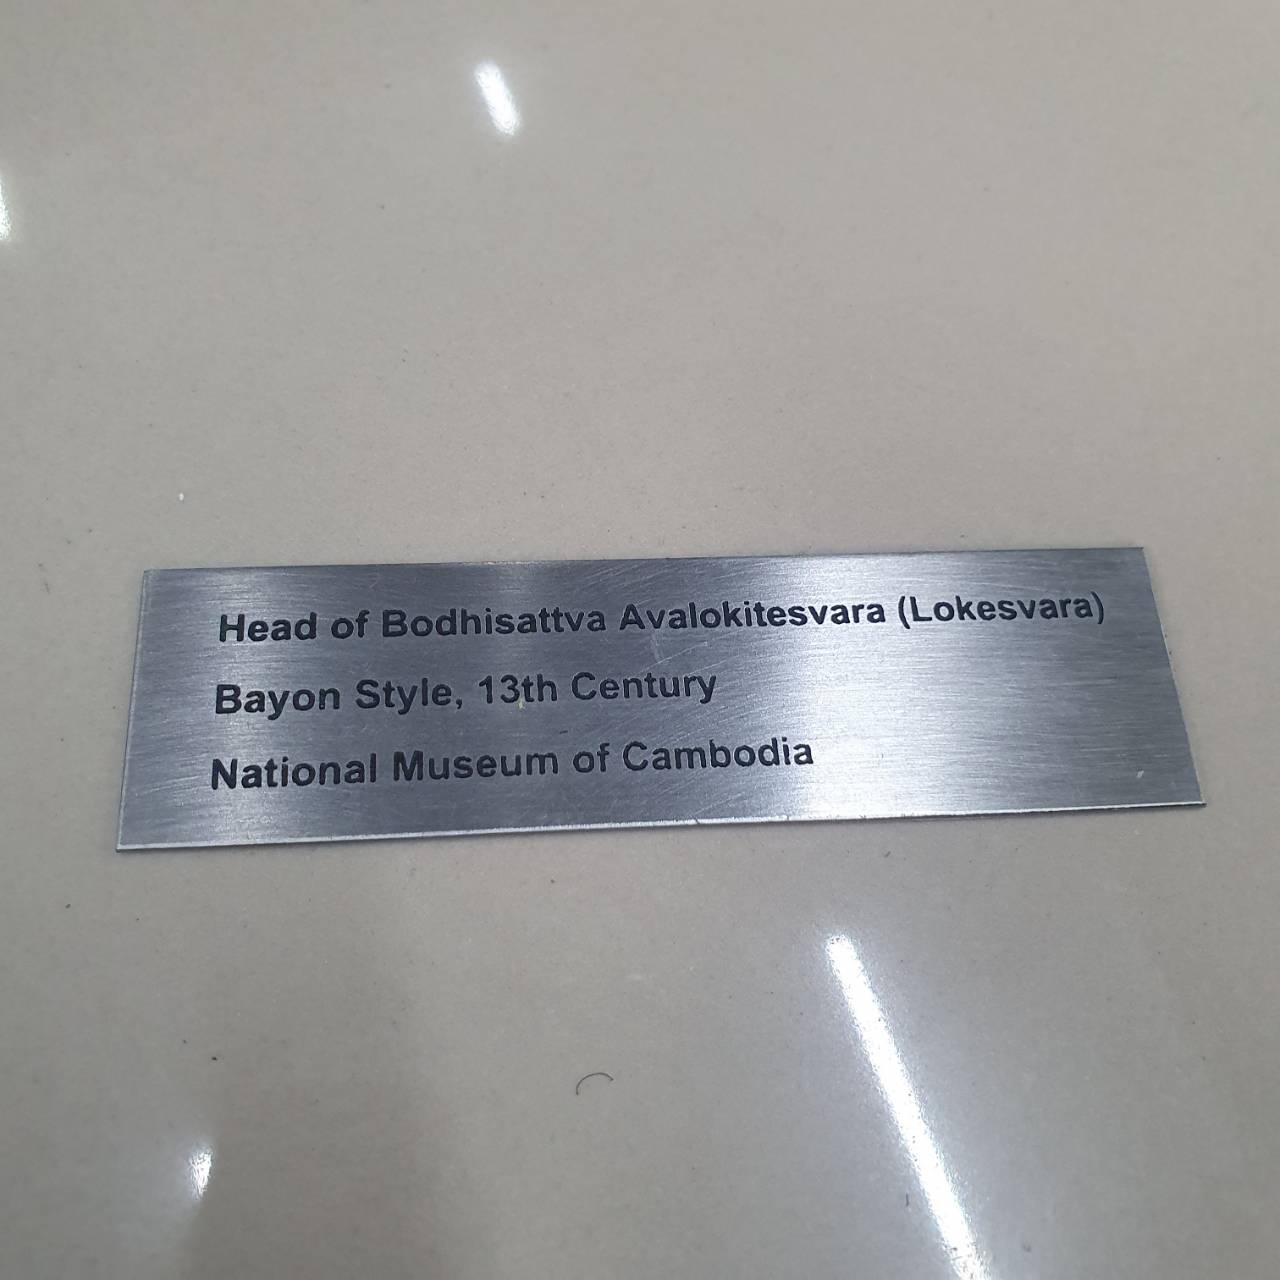 Head of Bodhisattva Avalokitesvara (Lokesvara)
Bayon Style, 13th Century
National Museum of Cambodia